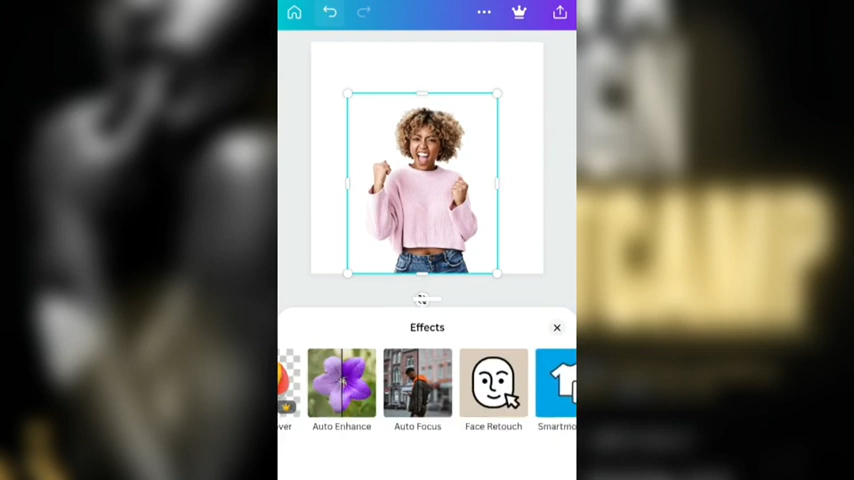 Effects
ver
Auto Enhance
Auto Focus
Face Retouch
Smartmo